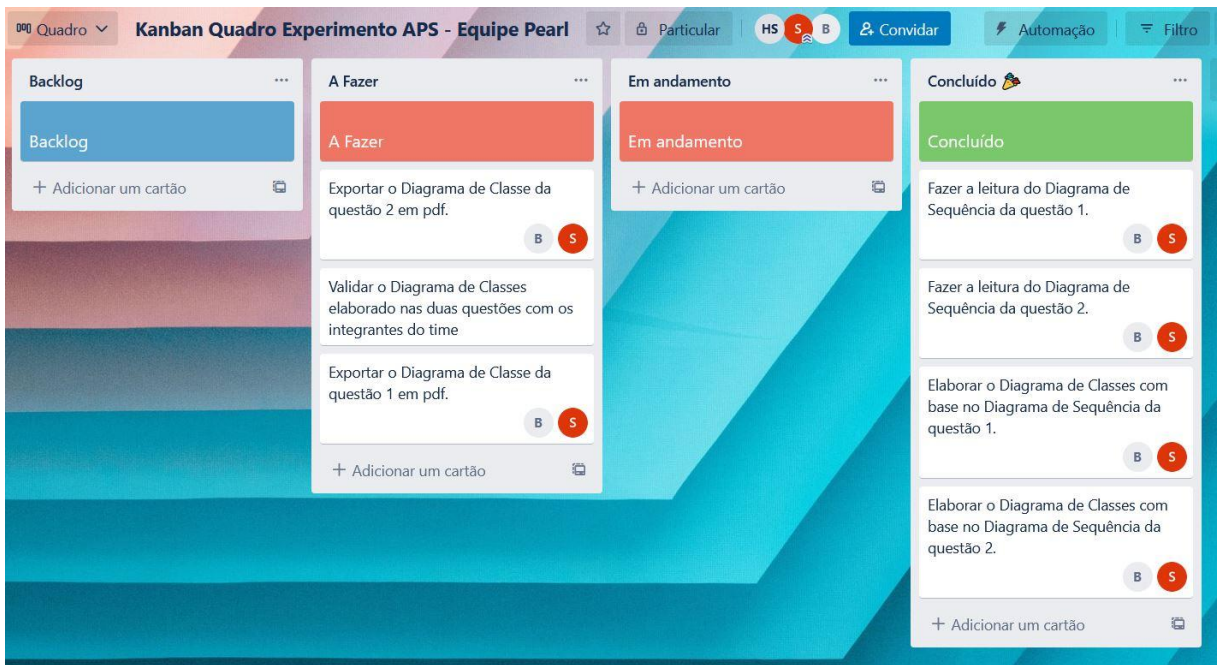 Quadro
Kanban Quadro Experimento APS - Equipe Pearl
Particular
HS
S
B
Convidar
Automação
Filtro
Backlog
Backlog
+ Adicionar um cartão
A Fazer
A Fazer
Exportar o Diagrama de Classe da
questão 2 em pdf.
B
S
Validar o Diagrama de Classes
elaborado nas duas questões com os
integrantes do time
Exportar o Diagrama de Classe da
questão 1 em pdf.
B
S
+ Adicionar um cartão
Em andamento
Em andamento
+ Adicionar um cartão
Concluído
Concluído
Fazer a leitura do Diagrama de
Sequência da questão 1.
B
S
Fazer a leitura do Diagrama de
Sequência da questão 2.
B
S
Elaborar o Diagrama de Classes com
base no Diagrama de Sequência da
questão 1.
B
S
Elaborar o Diagrama de Classes com
base no Diagrama de Sequência da
questão 2.
B
S
+ Adicionar um cartão